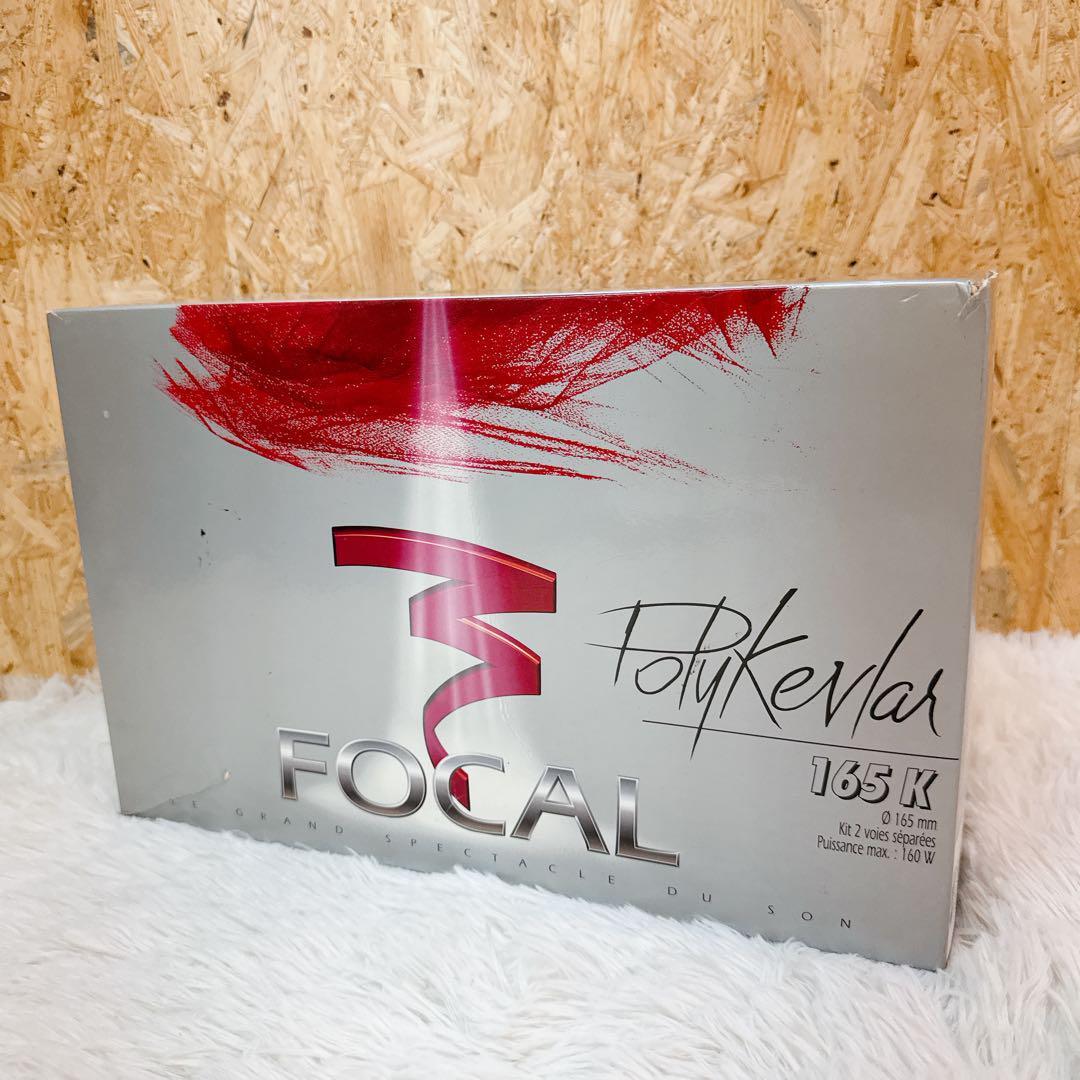 PolyKevlar
165 K
Ø 165 mm
Kit 2 voies séparées
Puissance max. : 160 W
FOCAL
LE GRAND SPECTACLE DU SON